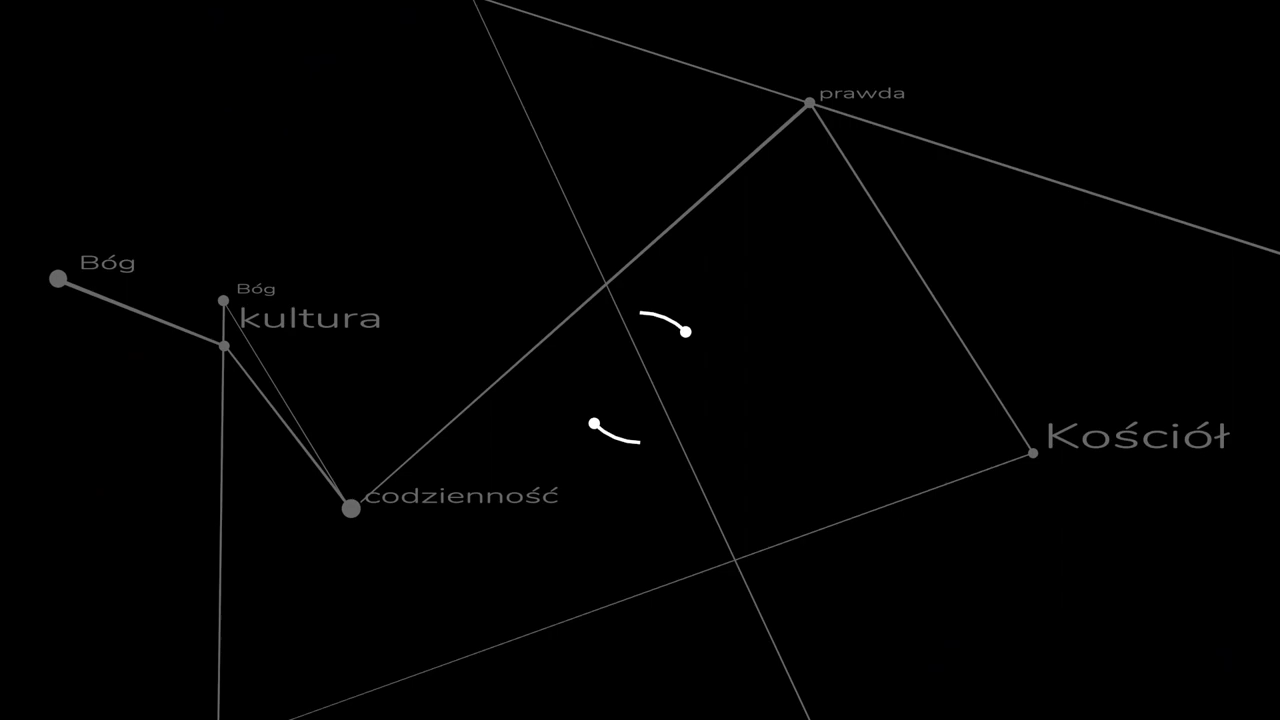 prawda
Bóg
Bóg
kultura
Kościół
codzienność